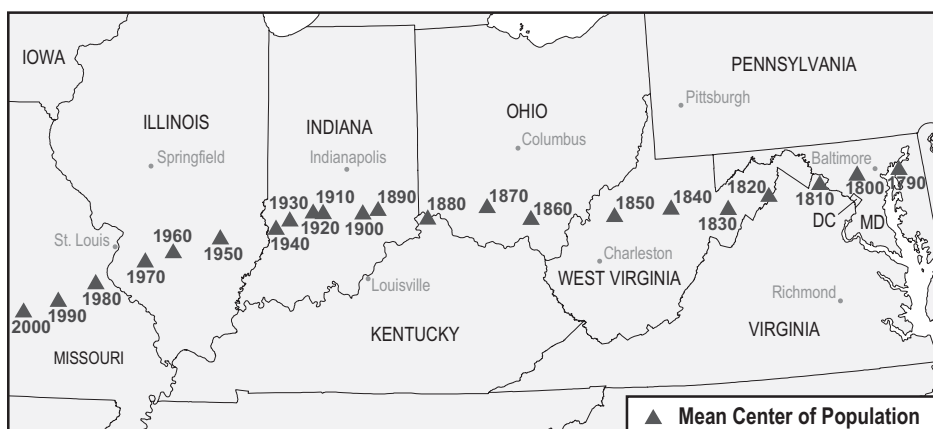 IOWA
PENNSYLVANIA
Pittsburgh
ILLINOIS
INDIANA
OHIO
Columbus
Springfield
Indianapolis
Baltimore
1790
1800
1810
1820
1830
1840
1850
1860
1870
1880
1890
1900
1910
1920
1930
1940
1950
1960
1970
1980
1990
2000
DC
MD
St. Louis
Charleston
WEST VIRGINIA
Louisville
Richmond
KENTUCKY
VIRGINIA
MISSOURI
Mean Center of Population